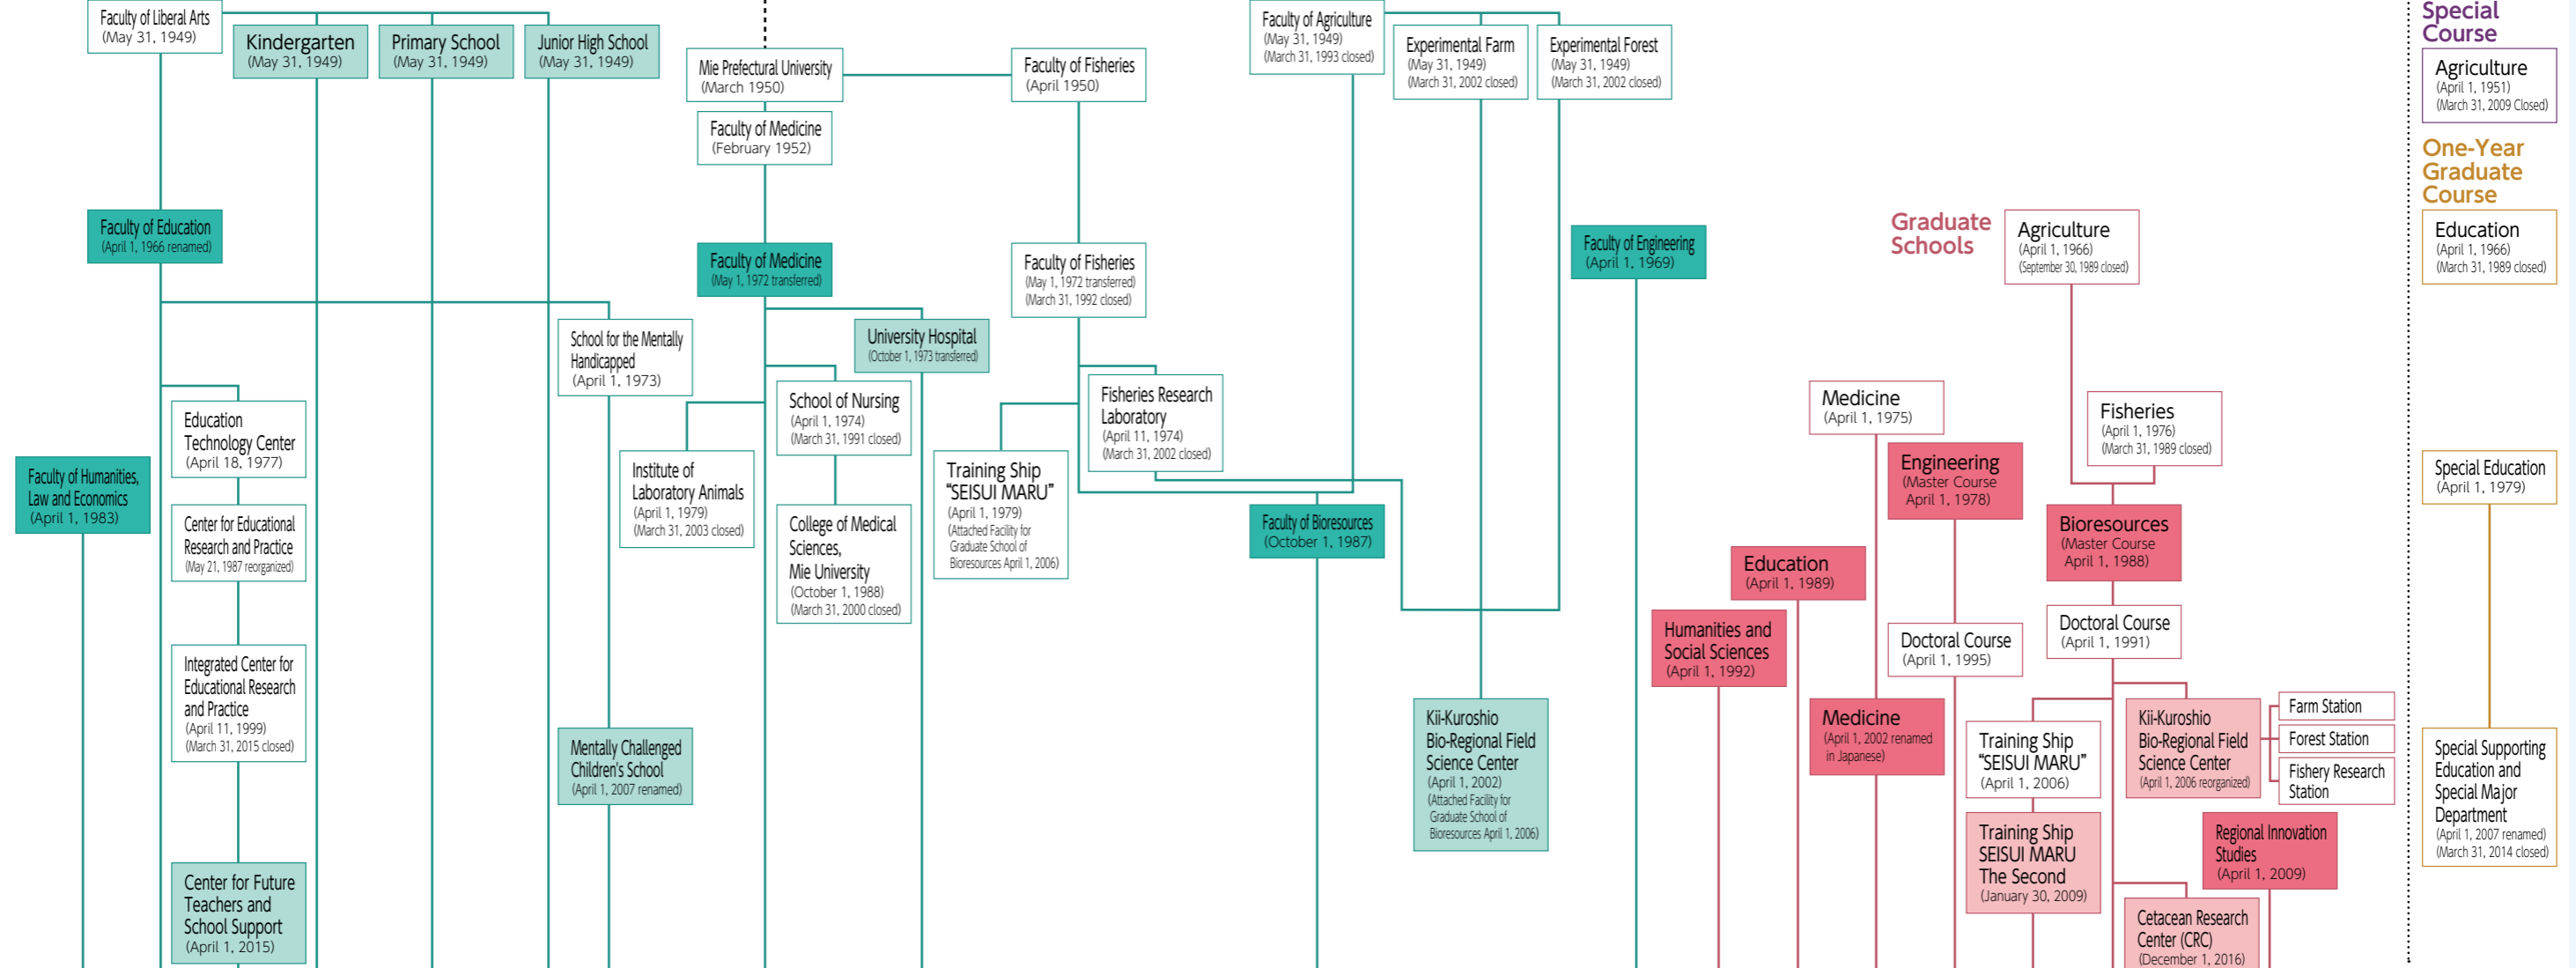 Faculty of Liberal Arts
(May 31, 1949)
Kindergarten
(May 31, 1949)
Primary School
(May 31, 1949)
Junior High School
(May 31, 1949)
Mie Prefectural University
(March 1950)
Faculty of Medicine
(February 1952)
Faculty of Fisheries
(April 1950)
Faculty of Agriculture
(May 31, 1949)
(March 31, 1993 closed)
Experimental Farm
(May 31, 1949)
(March 31, 2002 closed)
Experimental Forest
(May 31, 1949)
(March 31, 2002 closed)
Special
Course
Agriculture
(April 1, 1951)
(March 31, 2009 Closed)
One-Year
Graduate
Course
Education
(April 1, 1966)
(March 31, 1989 closed)
Faculty of Education
(April 1, 1966 renamed)
Faculty of Medicine
(May 1, 1972 transferred)
Faculty of Fisheries
(May 1, 1972 transferred)
(March 31, 1992 closed)
Faculty of Engineering
(April 1, 1969)
Graduate
Schools
Agriculture
(April 1, 1966)
(September 30, 1989 closed)
School for the Mentally
Handicapped
(April 1, 1973)
University Hospital
(October 1, 1973 transferred)
Education
Technology Center
(April 18, 1977)
School of Nursing
(April 1, 1974)
(March 31, 1991 closed)
Fisheries Research
Laboratory
(April 11, 1974)
(March 31, 2002 closed)
Medicine
(April 1, 1975)
Fisheries
(April 1, 1976)
(March 31, 1989 closed)
Faculty of Humanities,
Law and Economics
(April 1, 1983)
Center for Educational
Research and Practice
(May 21, 1987 reorganized)
Institute of
Laboratory Animals
(April 1, 1979)
(March 31, 2003 closed)
College of Medical
Sciences,
Mie University
(October 1, 1988)
(March 31, 2000 closed)
Training Ship
“SEISUI MARU”
(April 1, 1979)
(Attached Facility for
Graduate School of
Bioresources April 1, 2006)
Faculty of Bioresources
(October 1, 1987)
Engineering
(Master Course
April 1, 1978)
Bioresources
(Master Course
April 1, 1988)
Special Education
(April 1, 1979)
Education
(April 1, 1989)
Humanities and
Social Sciences
(April 1, 1992)
Doctoral Course
(April 1, 1995)
Doctoral Course
(April 1, 1991)
Integrated Center for
Educational Research
and Practice
(April 11, 1999)
(March 31, 2015 closed)
Mentally Challenged
Children's School
(April 1, 2007 renamed)
Kii-Kuroshio
Bio-Regional Field
Science Center
(April 1, 2002)
(Attached Facility for
Graduate School of
Bioresources April 1, 2006)
Medicine
(April 1, 2002 renamed
in Japanese)
Training Ship
“SEISUI MARU”
(April 1, 2006)
Kii-Kuroshio
Bio-Regional Field
Science Center
(April 1, 2006 reorganized)
Farm Station
Forest Station
Fishery Research
Station
Special Supporting
Education and
Special Major
Department
(April 1, 2007 renamed)
(March 31, 2014 closed)
Training Ship
SEISUI MARU
The Second
(January 30, 2009)
Regional Innovation
Studies
(April 1, 2009)
Center for Future
Teachers and
School Support
(April 1, 2015)
Cetacean Research
Center (CRC)
(December 1, 2016)